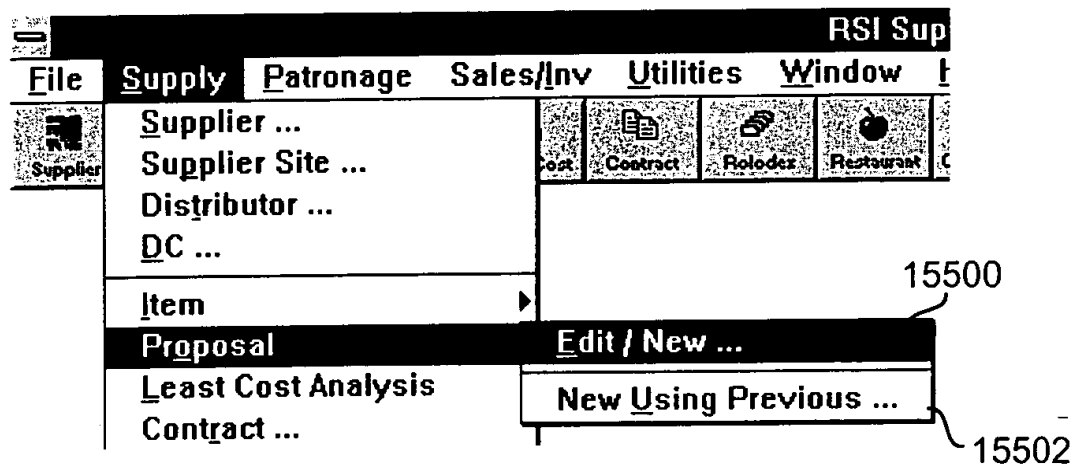 RSI Sup
File Supply Patronage Sales/Inv Utilities Window
Supplier Cost Contract Rolodex Restaurant
Supplier ...
Supplier Site ...
Distributor ...
DC ...
15500
Item
Proposal Edit / New ...
Least Cost Analysis
New Using Previous ...
Contract ...
15502